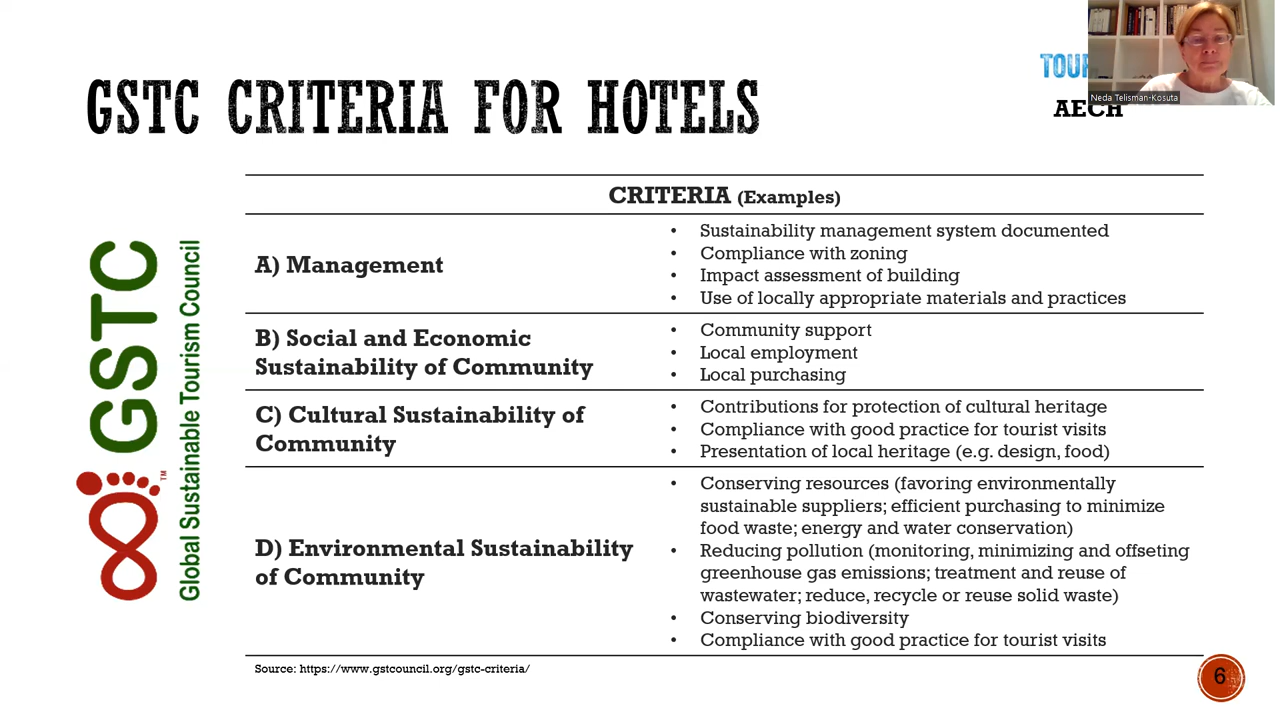 GSTC CRITERIA FOR HOTELS
Neda Telisman-Kosuta
AECH
GSTC
Global Sustainable Tourism Council
TM
CRITERIA (Examples)
A) Management
• Sustainability management system documented
• Compliance with zoning
• Impact assessment of building
• Use of locally appropriate materials and practices
B) Social and Economic
Sustainability of Community
• Community support
• Local employment
• Local purchasing
C) Cultural Sustainability of
Community
• Contributions for protection of cultural heritage
• Compliance with good practice for tourist visits
• Presentation of local heritage (e.g. design, food)
D) Environmental Sustainability
of Community
• Conserving resources (favoring environmentally
sustainable suppliers; efficient purchasing to minimize
food waste; energy and water conservation)
• Reducing pollution (monitoring, minimizing and offseting
greenhouse gas emissions; treatment and reuse of
wastewater; reduce, recycle or reuse solid waste)
• Conserving biodiversity
• Compliance with good practice for tourist visits
Source: https://www.gstcouncil.org/gstc-criteria/
6